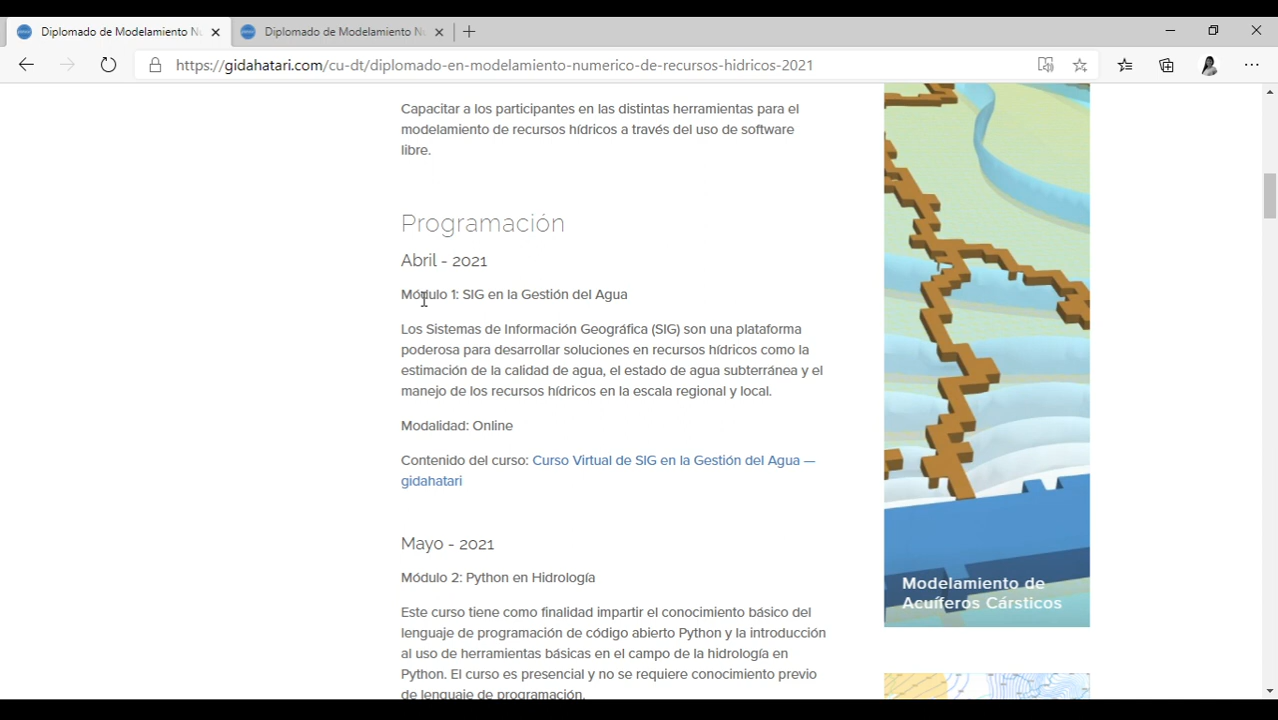 Diplomado de Modelamiento N
Diplomado de Modelamiento N
https://gidahatari.com/cu-dt/diplomado-en-modelamiento-numerico-de-recursos-hidricos-2021
Capacitar a los participantes en las distintas herramientas para el
modelamiento de recursos hídricos a través del uso de software
libre.
Programación
Abril - 2021
Módulo 1: SIG en la Gestión del Agua
Los Sistemas de Información Geográfica (SIG) son una plataforma
poderosa para desarrollar soluciones en recursos hídricos como la
estimación de la calidad de agua, el estado de agua subterránea y el
manejo de los recursos hídricos en la escala regional y local.
Modalidad: Online
Contenido del curso: Curso Virtual de SIG en la Gestión del Agua —
gidahatari
Mayo - 2021
Módulo 2: Python en Hidrología
Este curso tiene como finalidad impartir el conocimiento básico del
lenguaje de programación de código abierto Python y la introducción
al uso de herramientas básicas en el campo de la hidrología en
Python. El curso es presencial y no se requiere conocimiento previo
de lenguaje de programación.
Modelamiento de
Acuíferos Cársticos